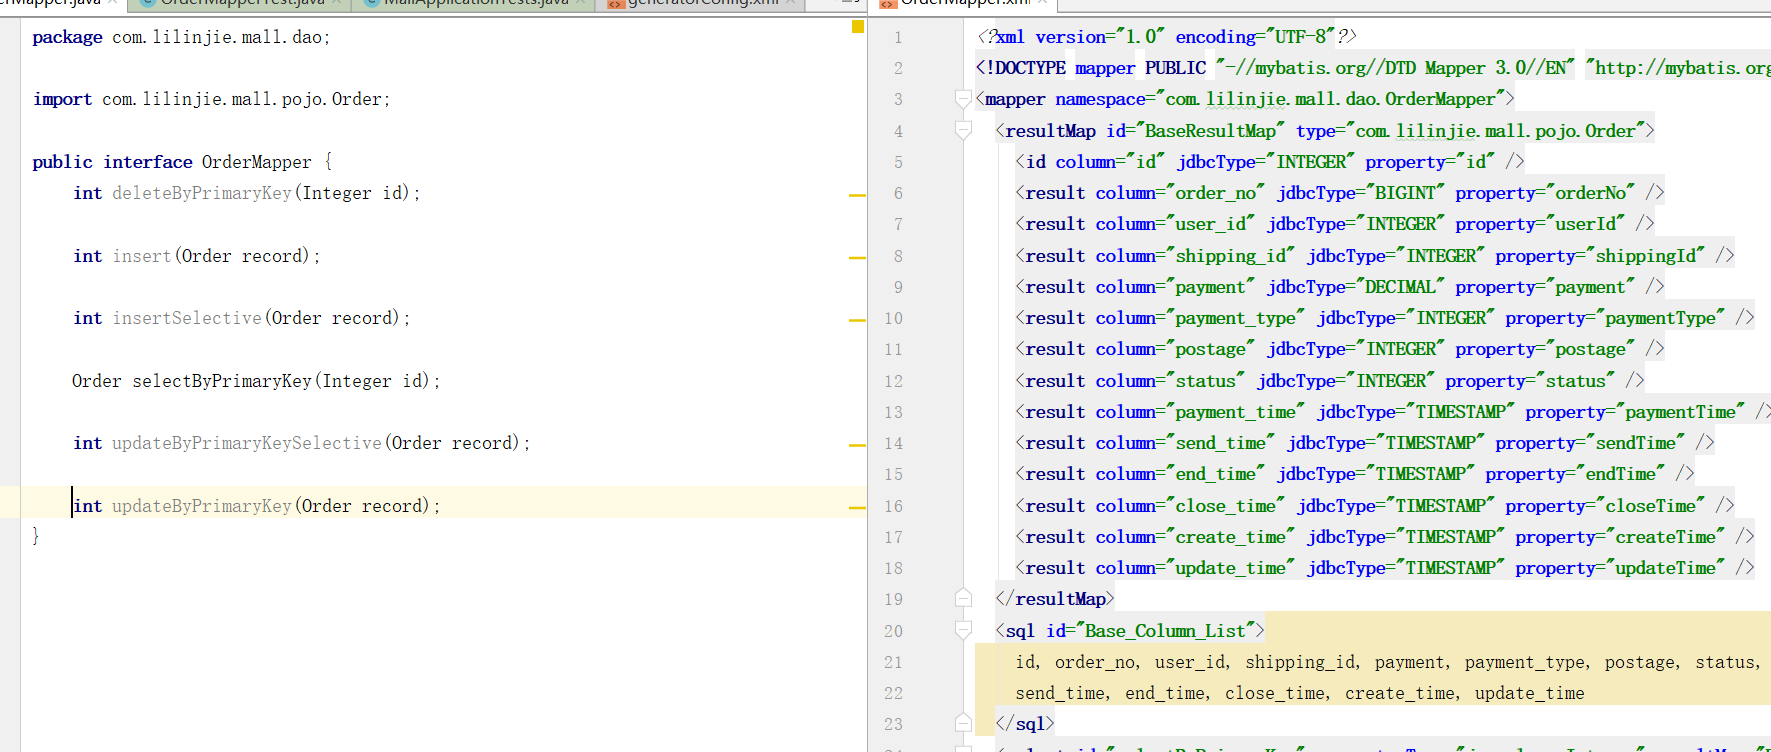 OrderMapperTest.java
MallApplicationTests.java
generatorConfig.xml
package com.lilinjie.mall.dao;
import com.lilinjie.mall.pojo.Order;
public interface OrderMapper {
int deleteByPrimaryKey(Integer id);
int insert(Order record);
int insertSelective(Order record);
Order selectByPrimaryKey(Integer id);
int updateByPrimaryKeySelective(Order record);
int updateByPrimaryKey(Order record);
}
OrderMapper.xml
1 <?xml version="1.0" encoding="UTF-8"?>
2 <!DOCTYPE mapper PUBLIC "-//mybatis.org//DTD Mapper 3.0//EN" "http://mybatis.org
3 <mapper namespace="com.lilinjie.mall.dao.OrderMapper">
4 <resultMap id="BaseResultMap" type="com.lilinjie.mall.pojo.Order">
5 <id column="id" jdbcType="INTEGER" property="id" />
6 <result column="order_no" jdbcType="BIGINT" property="orderNo" />
7 <result column="user_id" jdbcType="INTEGER" property="userId" />
8 <result column="shipping_id" jdbcType="INTEGER" property="shippingId" />
9 <result column="payment" jdbcType="DECIMAL" property="payment" />
10 <result column="payment_type" jdbcType="INTEGER" property="paymentType" />
11 <result column="postage" jdbcType="INTEGER" property="postage" />
12 <result column="status" jdbcType="INTEGER" property="status" />
13 <result column="payment_time" jdbcType="TIMESTAMP" property="paymentTime" />
14 <result column="send_time" jdbcType="TIMESTAMP" property="sendTime" />
15 <result column="end_time" jdbcType="TIMESTAMP" property="endTime" />
16 <result column="close_time" jdbcType="TIMESTAMP" property="closeTime" />
17 <result column="create_time" jdbcType="TIMESTAMP" property="createTime" />
18 <result column="update_time" jdbcType="TIMESTAMP" property="updateTime" />
19 </resultMap>
20 <sql id="Base_Column_List">
21 id, order_no, user_id, shipping_id, payment, payment_type, postage, status,
22 send_time, end_time, close_time, create_time, update_time
23 </sql>